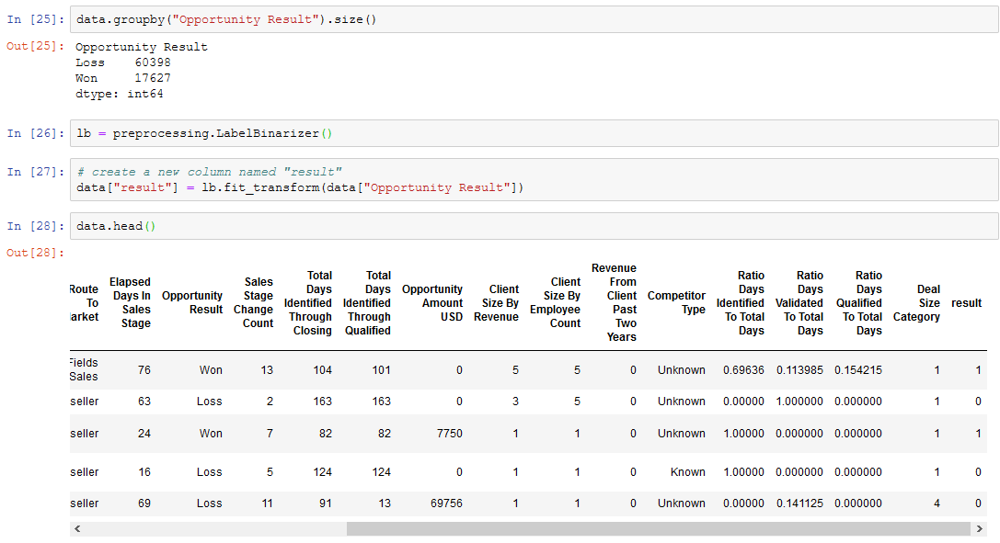 In [25]: data.groupby("Opportunity Result").size()
Out[25]: Opportunity Result
Loss 60398
Won 17627
dtype: int64
In [26]: lb = preprocessing.LabelBinarizer()
In [27]: # create a new column named "result"
data["result"] = lb.fit_transform(data["Opportunity Result"])
In [28]: data.head()
Out[28]:
Route To arket Elapsed Days In Sales Stage Opportunity Result Sales Stage Change Count Total Days Identified Through Closing Total Days Identified Through Qualified Opportunity Amount USD Client Size By Revenue Client Size By Employee Count Revenue From Client Past Two Years Competitor Type Ratio Days Identified To Total Days Ratio Days Validated To Total Days Ratio Days Qualified To Total Days Deal Size Category result
Fields Sales 76 Won 13 104 101 0 5 5 0 Unknown 0.69636 0.113985 0.154215 1 1
seller 63 Loss 2 163 163 0 3 5 0 Unknown 0.00000 1.000000 0.000000 1 0
seller 24 Won 7 82 82 7750 1 1 0 Unknown 1.00000 0.000000 0.000000 1 1
seller 16 Loss 5 124 124 0 1 1 0 Known 1.00000 0.000000 0.000000 1 0
seller 69 Loss 11 91 13 69756 1 1 0 Unknown 0.00000 0.141125 0.000000 4 0